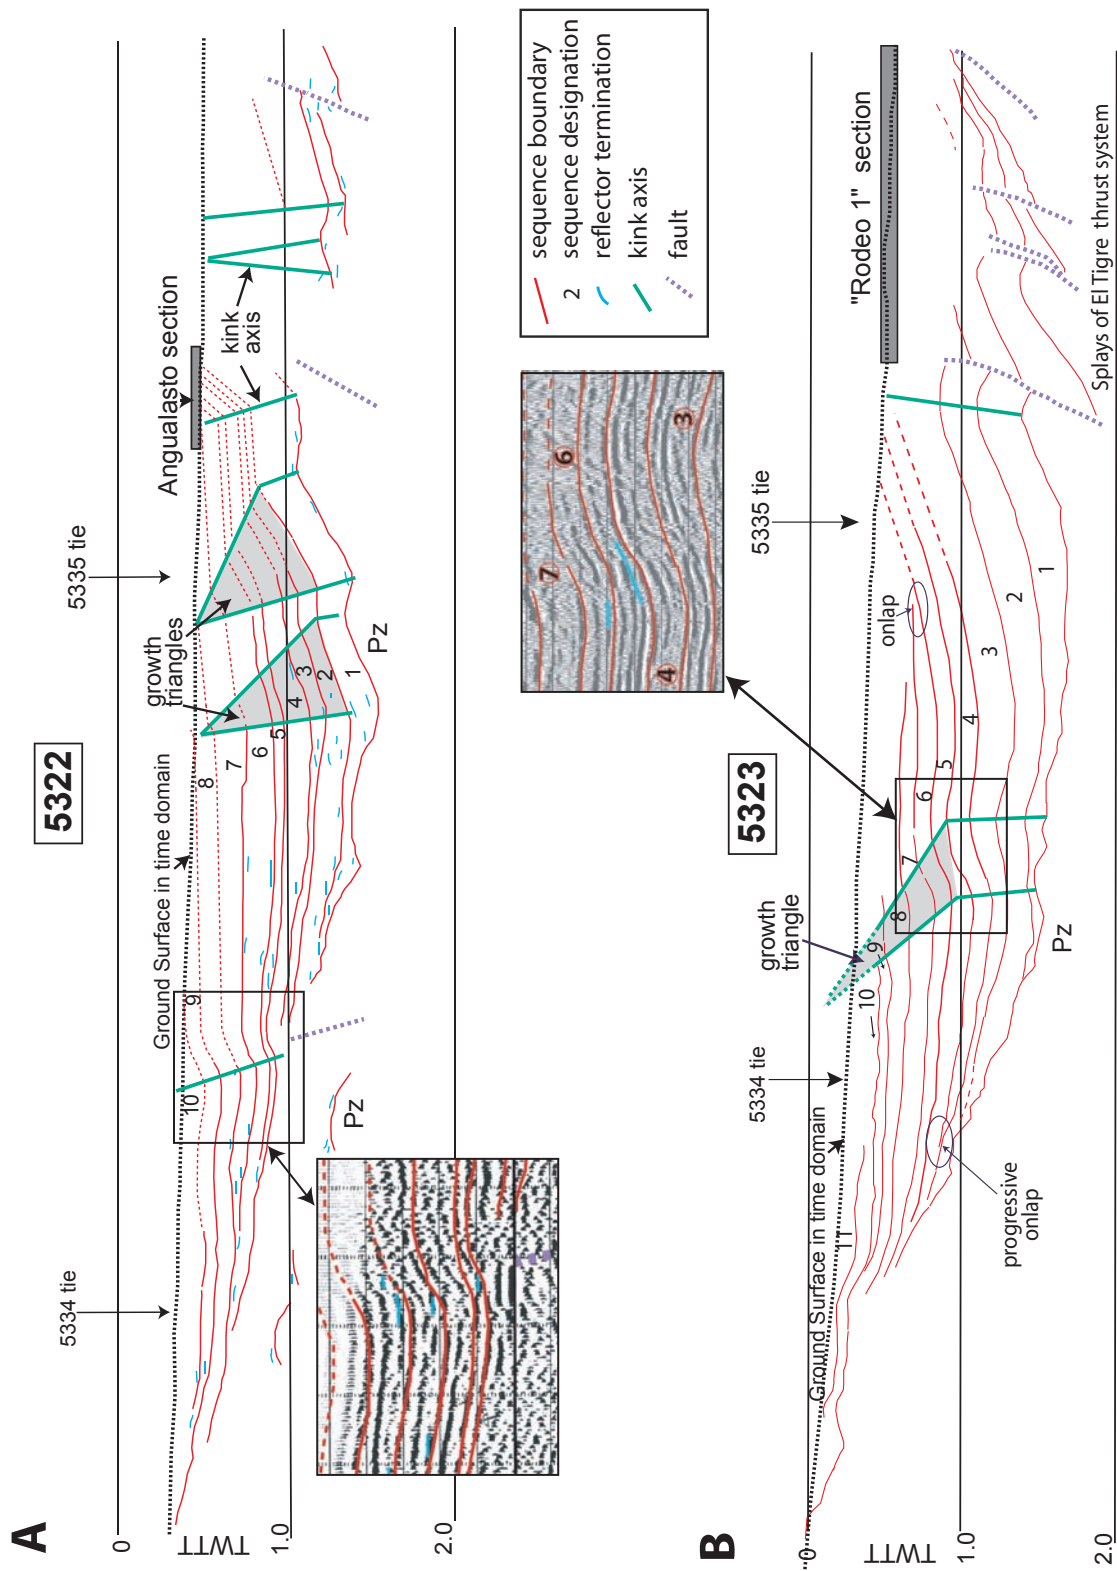 A
5322
0
TWTT
1.0
2.0
5334 tie
Ground Surface in time domain
growth
triangles
5335 tie
Angualasto section
kink
axis
10
9
8
7
6
5
4
3
2
1
Pz
Pz
sequence boundary
2 sequence designation
reflector termination
kink axis
fault
B
5323
0
TWTT
1.0
2.0
Ground Surface in time domain
5334 tie
growth
triangle
5335 tie
"Rodeo 1" section
onlap
progressive
onlap
11
10
9
8
7
6
5
4
3
2
1
Pz
Splays of El Tigre thrust system
7
6
4
3